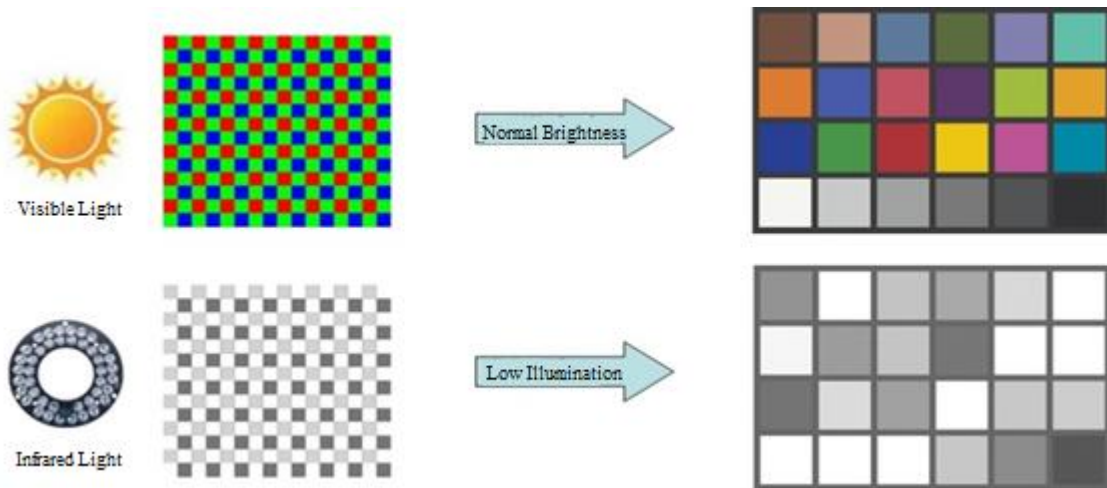 Normal Brightness
Visible Light
Low Illumination
Infrared Light